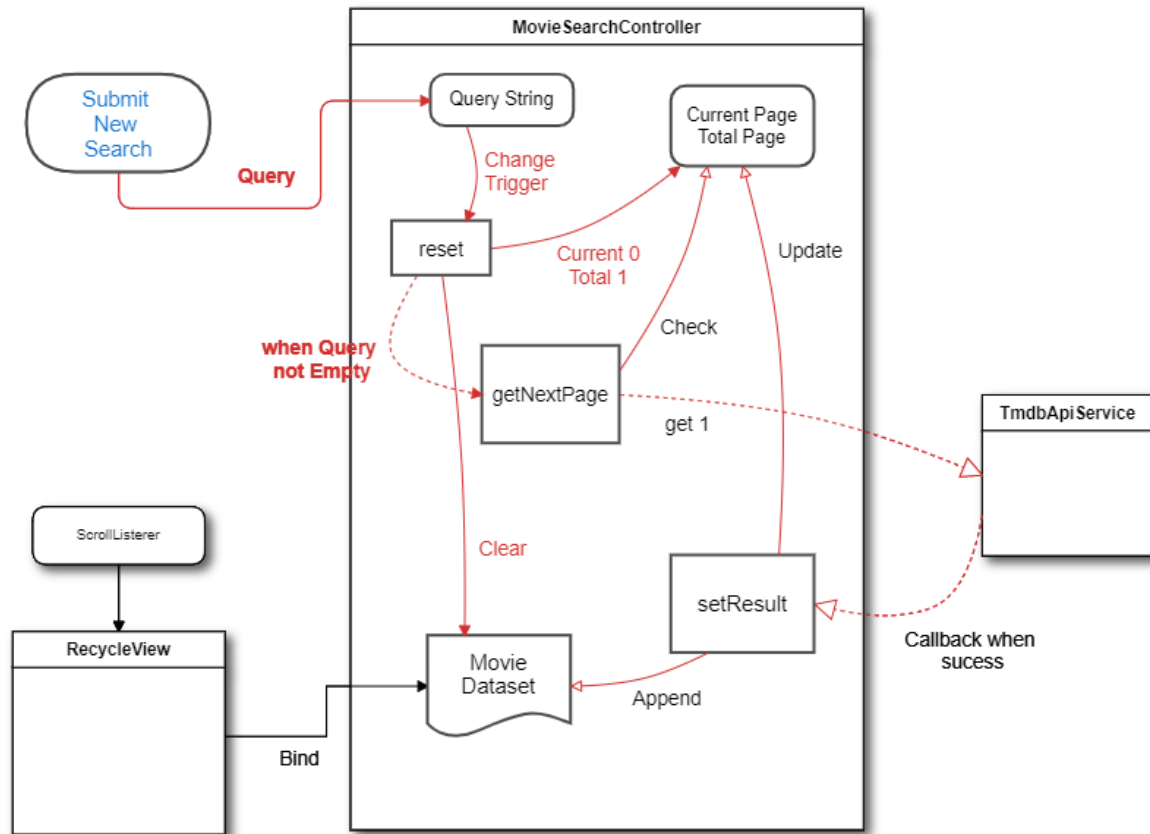 MovieSearchController
Submit
New
Search
Query String
Current Page
Total Page
Query
Change
Trigger
reset
Current 0
Total 1
Update
when Query
not Empty
Check
getNextPage
get 1
TmdbApiService
ScrollListerer
Clear
setResult
RecycleView
Movie
Dataset
Callback when
sucess
Append
Bind